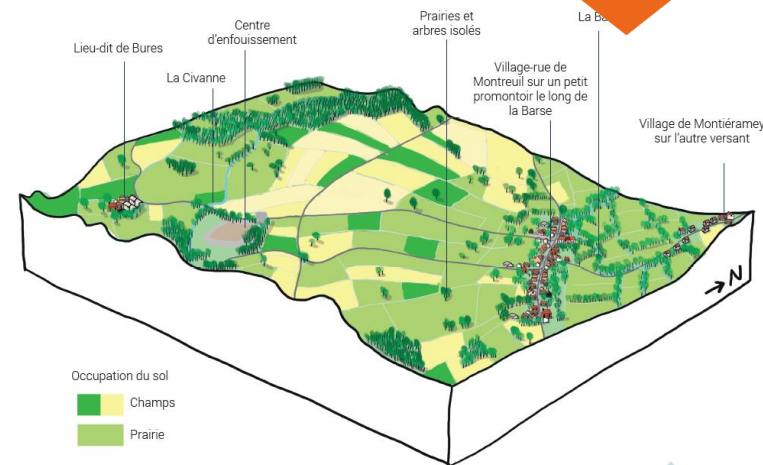 Lieu-dit de Bures
La Civanne
Centre
d'enfouissement
Prairies et
arbres isolés
Village-rue de
Montreuil sur un petit
promontoir le long de
la Barse
La
Village de Montiéramey
sur l'autre versant
N
Occupation du sol
Champs
Prairie